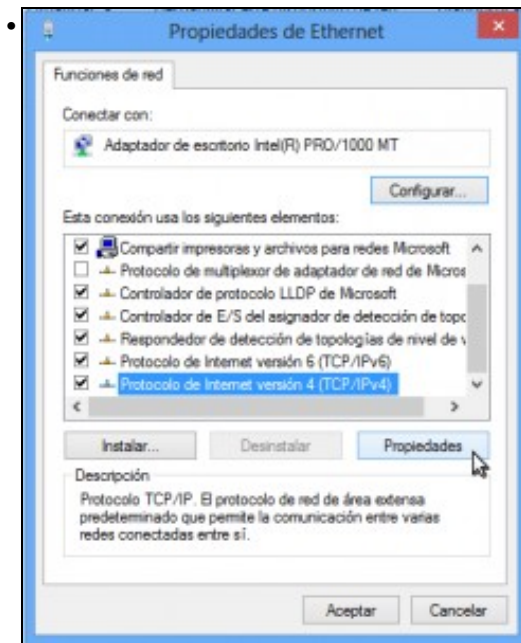 Propiedades de Ethernet
Funciones de red
Conectar con:
Adaptador de escritorio Intel(R) PRO/1000 MT
Configurar...
Esta conexión usa los siguientes elementos:
Compartir impresoras y archivos para redes Microsoft
Protocolo de multiplexor de adaptador de red de Micros
Controlador de protocolo LLDP de Microsoft
Controlador de E/S del asignador de detección de topo
Respondedor de detección de topologías de nivel de v
Protocolo de Internet versión 6 (TCP/IPv6)
Protocolo de Internet versión 4 (TCP/IPv4)
Instalar... Desinstalar Propiedades
Descripción
Protocolo TCP/IP. El protocolo de red de área extensa
predeterminado que permite la comunicación entre varias
redes conectadas entre sí.
Aceptar Cancelar